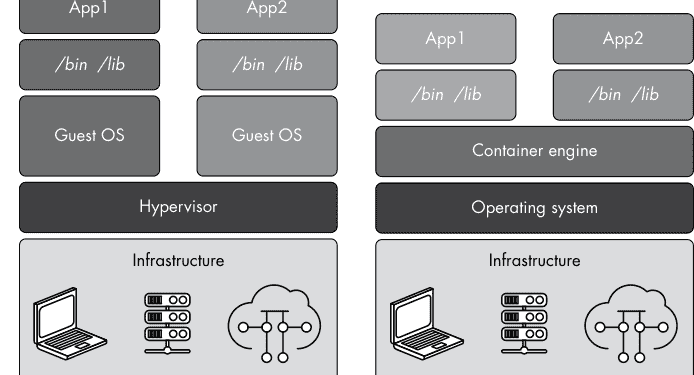 App1
App2
/bin /lib
/bin /lib
Guest OS
Guest OS
Hypervisor
Infrastructure
App1
App2
/bin /lib
/bin /lib
Container engine
Operating system
Infrastructure